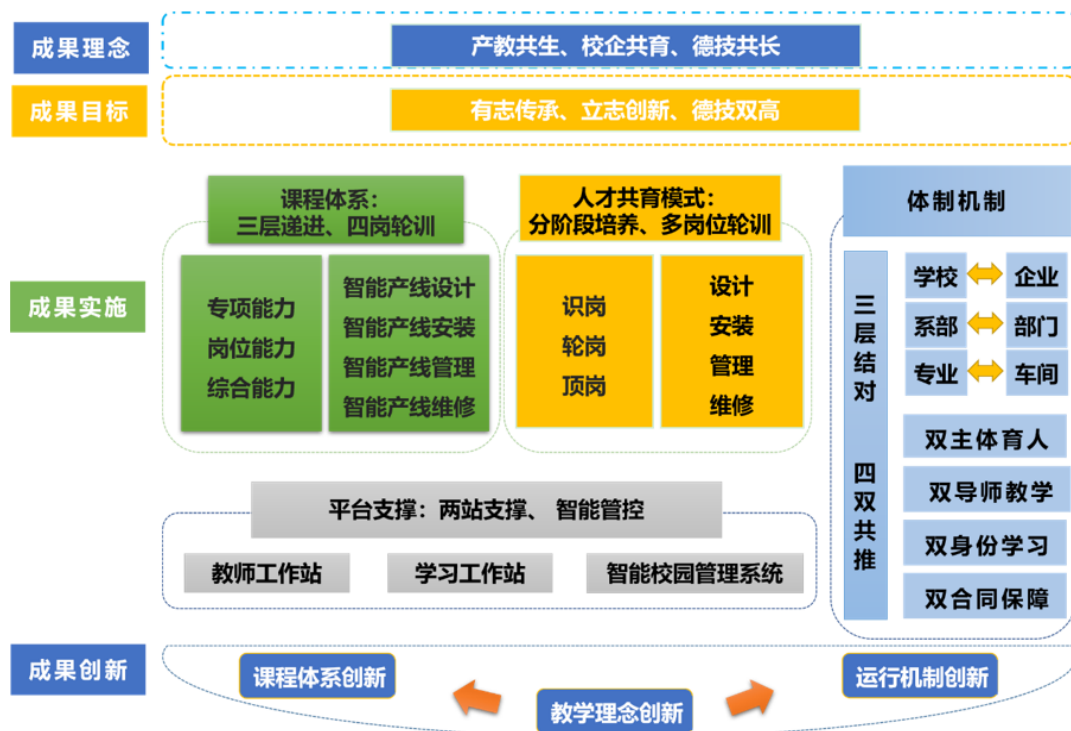 成果理念
产教共生、校企共育、德技共长
成果目标
有志传承、立志创新、德技双高
成果实施
课程体系：
三层递进、四岗轮训
专项能力
岗位能力
综合能力
智能产线设计
智能产线安装
智能产线管理
智能产线维修
人才共育模式：
分阶段培养、多岗位轮训
识岗
轮岗
顶岗
设计
安装
管理
维修
体制机制
三层结对
四双共推
学校
企业
系部
部门
专业
车间
双主体育人
双导师教学
双身份学习
双合同保障
平台支撑：两站支撑、 智能管控
教师工作站
学习工作站
智能校园管理系统
成果创新
课程体系创新
教学理念创新
运行机制创新